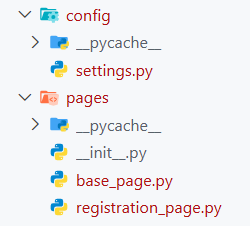 config
__pycache__
settings.py
pages
__pycache__
__init__.py
base_page.py
registration_page.py